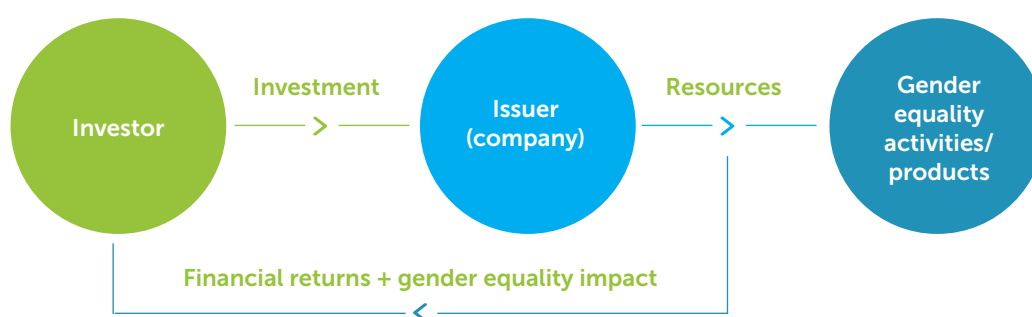 Investor
Investment
Issuer
(company)
Resources
Gender
equality
activities/
products
Financial returns + gender equality impact